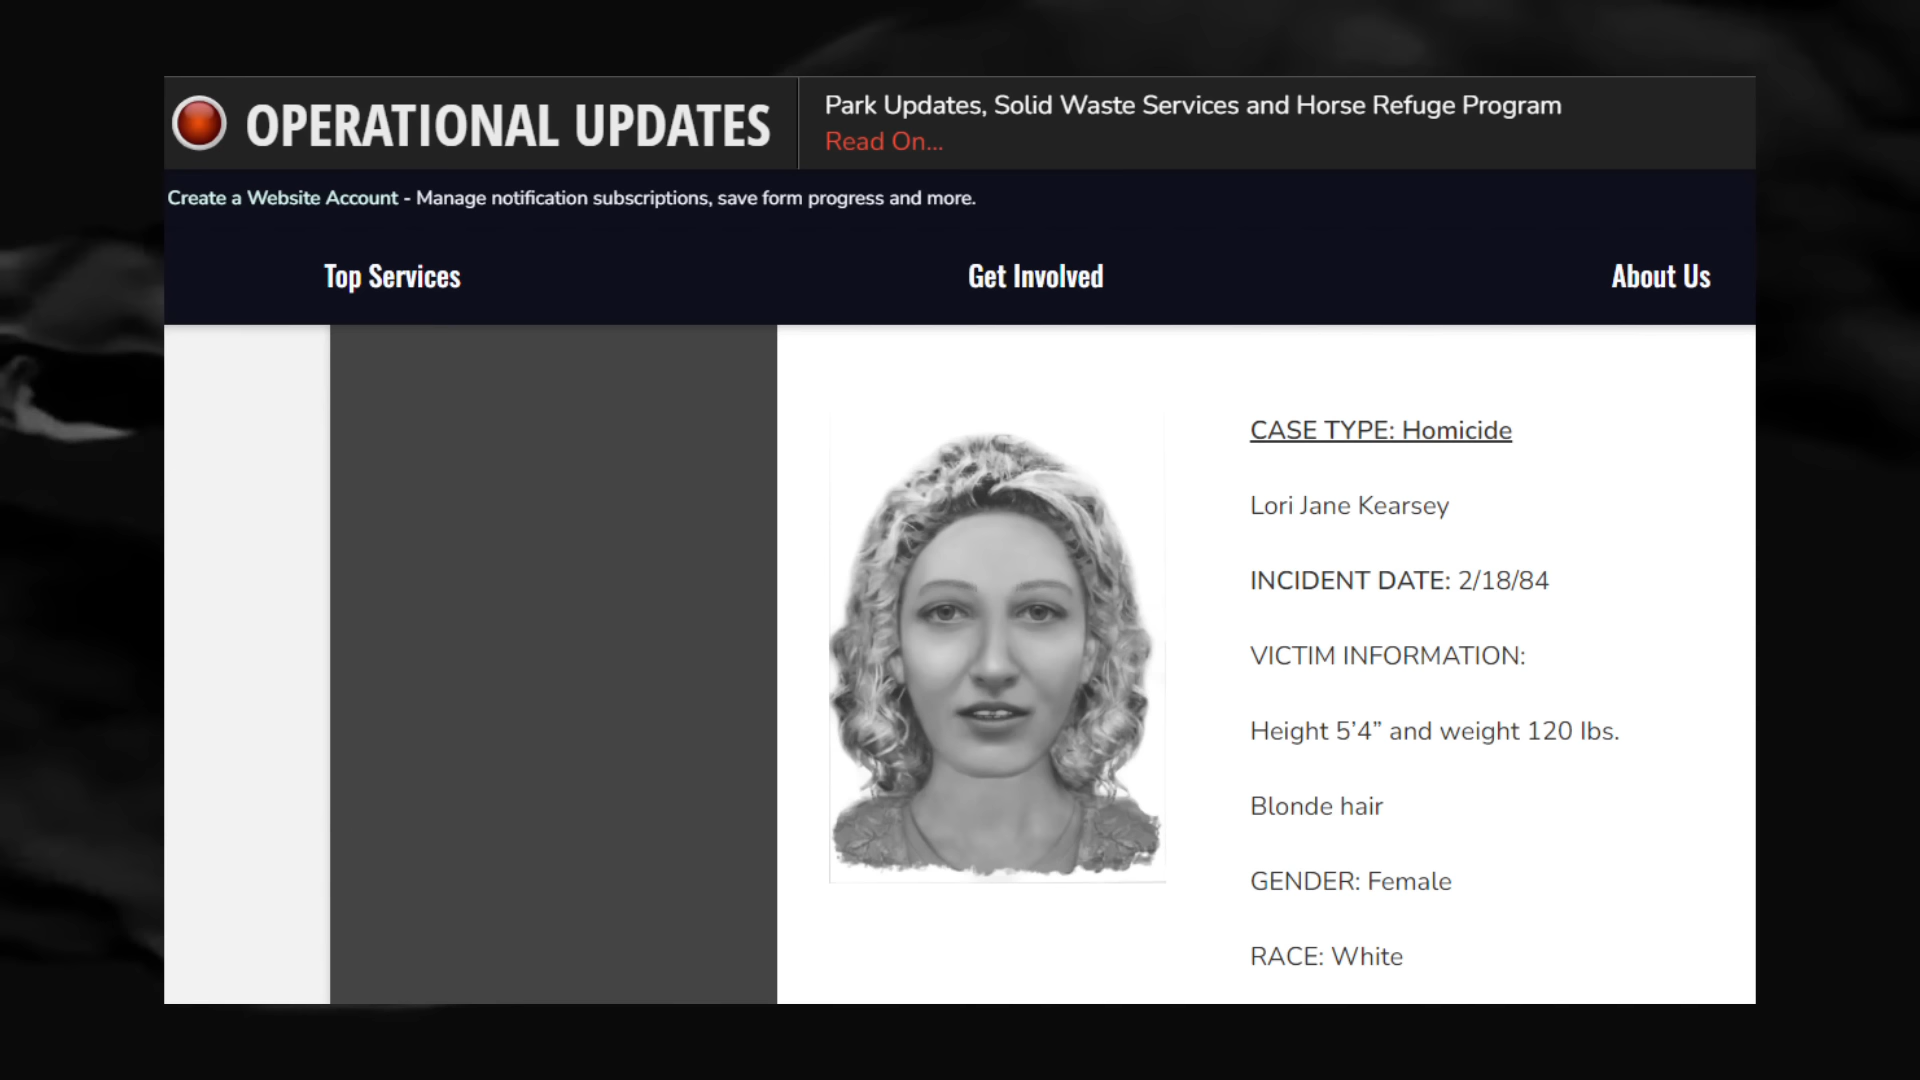 OPERATIONAL UPDATES
Park Updates, Solid Waste Services and Horse Refuge Program
Read On...
Create a Website Account - Manage notification subscriptions, save form progress and more.
Top Services
Get Involved
About Us
CASE TYPE: Homicide
Lori Jane Kearsey
INCIDENT DATE: 2/18/84
VICTIM INFORMATION:
Height 5’4” and weight 120 lbs.
Blonde hair
GENDER: Female
RACE: White